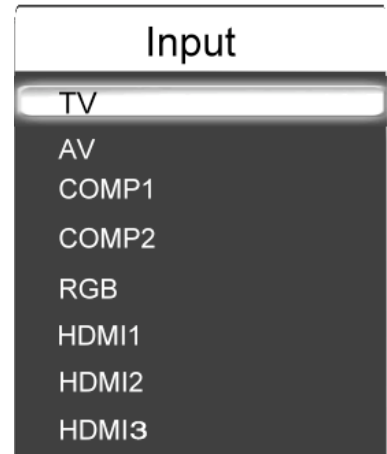 Input
TV
AV
COMP1
COMP2
RGB
HDMI1
HDMI2
HDMI3